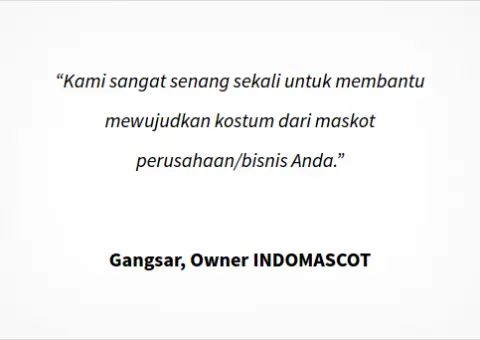 “Kami sangat senang sekali untuk membantu
mewujudkan kostum dari maskot
perusahaan/bisnis Anda.”
Gangsar, Owner INDOMASCOT